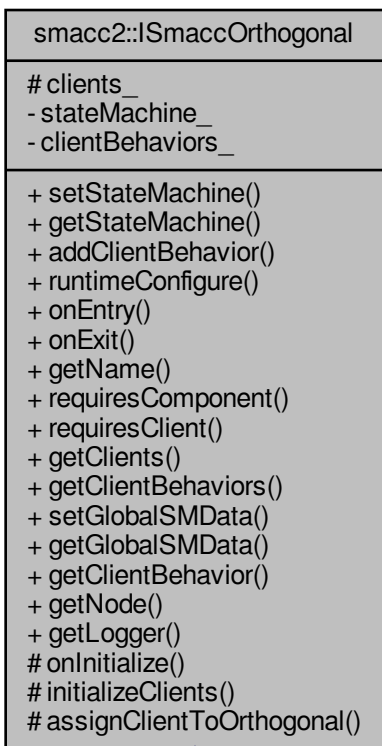 smacc2::ISmaccOrthogonal
# clients_
- stateMachine_
- clientBehaviors_
+ setStateMachine()
+ getStateMachine()
+ addClientBehavior()
+ runtimeConfigure()
+ onEntry()
+ onExit()
+ getName()
+ requiresComponent()
+ requiresClient()
+ getClients()
+ getClientBehaviors()
+ setGlobalSMData()
+ getGlobalSMData()
+ getClientBehavior()
+ getNode()
+ getLogger()
# onInitialize()
# initializeClients()
# assignClientToOrthogonal()